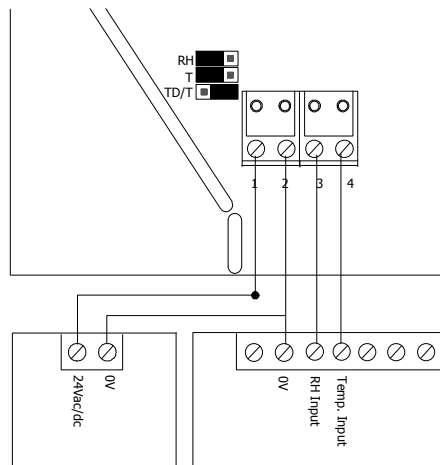 RH
T
TD/T
1 2 3 4
24Vac/dc
0V
0V
RH Input
Temp. Input